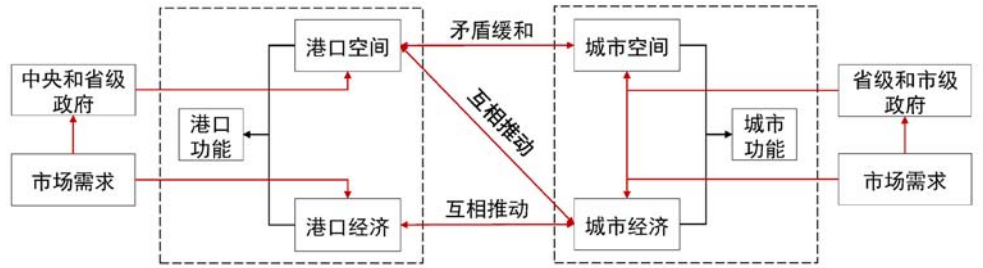 港口空间
矛盾缓和
城市空间
中央和省级
政府
省级和市级
政府
港口
功能
互相推动
城市
功能
市场需求
市场需求
港口经济
互相推动
城市经济